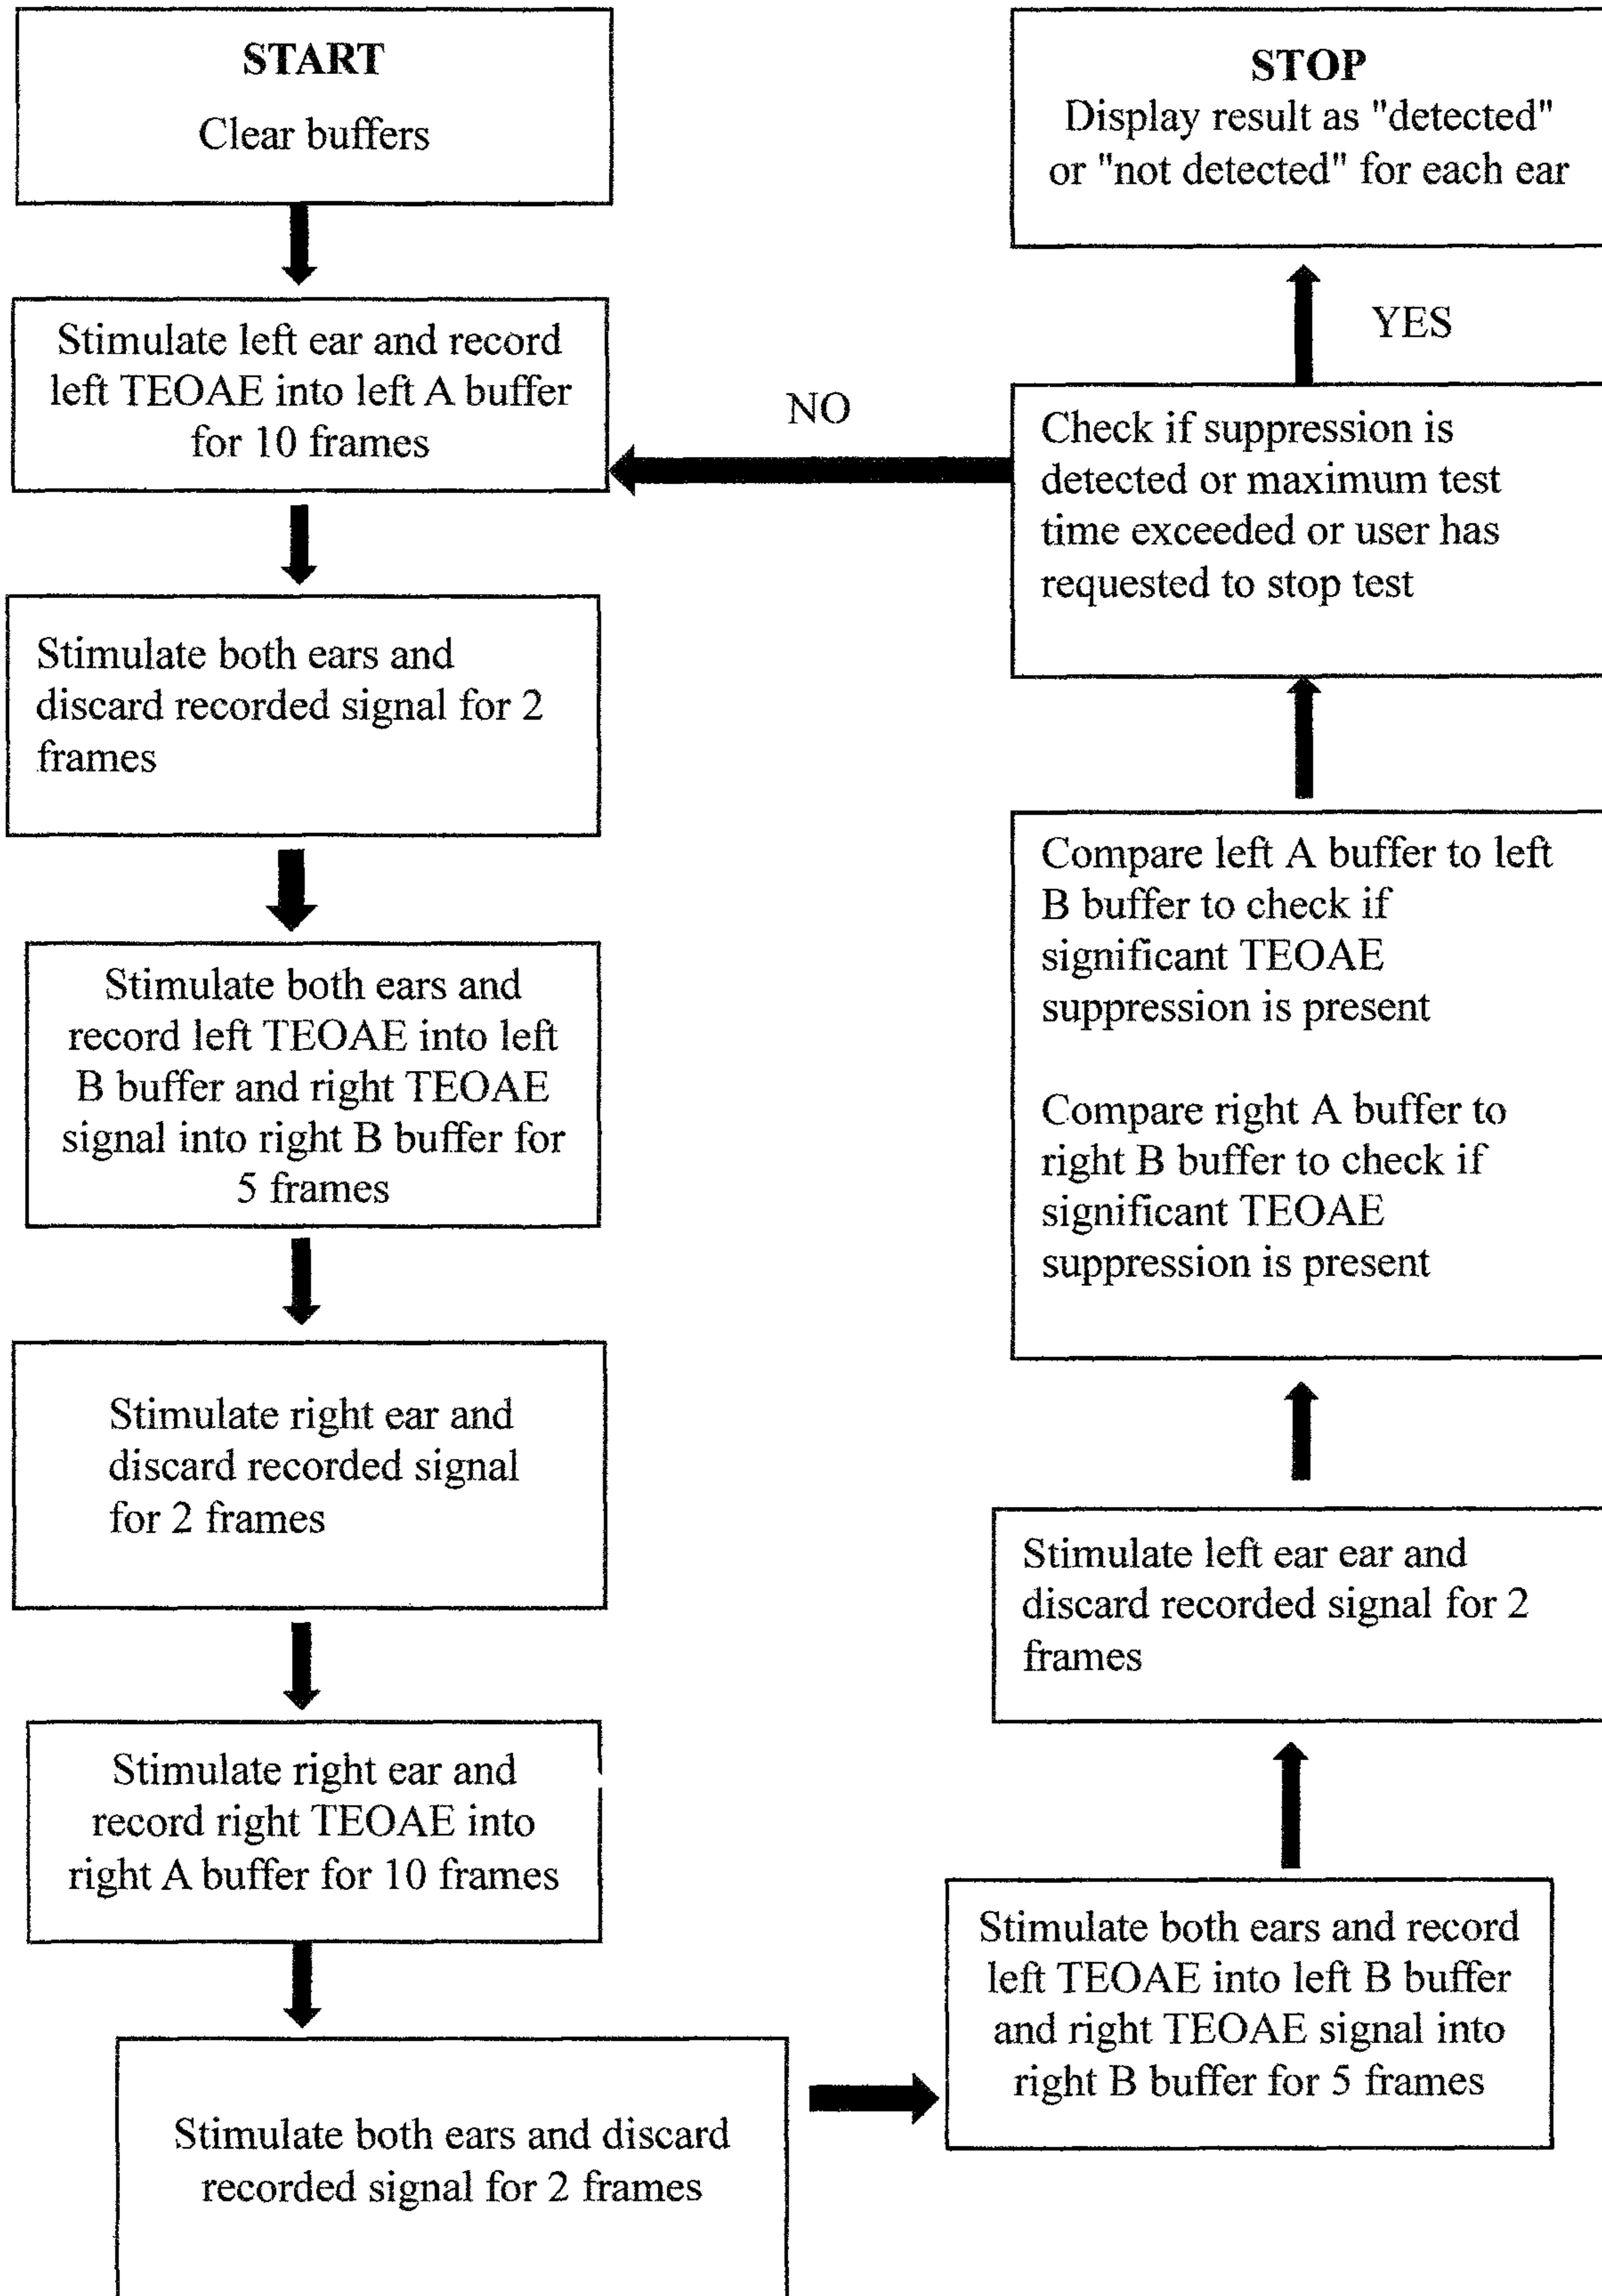 START
Clear buffers
Stimulate left ear and record
left TEOAE into left A buffer
for 10 frames
Stimulate both ears and
discard recorded signal for 2
frames
Stimulate both ears and
record left TEOAE into left
B buffer and right TEOAE
signal into right B buffer for
5 frames
Stimulate right ear and
discard recorded signal
for 2 frames
Stimulate right ear and
record right TEOAE into
right A buffer for 10 frames
Stimulate both ears and discard
recorded signal for 2 frames
Stimulate both ears and record
left TEOAE into left B buffer
and right TEOAE signal into
right B buffer for 5 frames
Stimulate left ear ear and
discard recorded signal for 2
frames
Compare left A buffer to left
B buffer to check if
significant TEOAE
suppression is present
Compare right A buffer to
right B buffer to check if
significant TEOAE
suppression is present
Check if suppression is
detected or maximum test
time exceeded or user has
requested to stop test
NO
YES
STOP
Display result as "detected"
or "not detected" for each ear